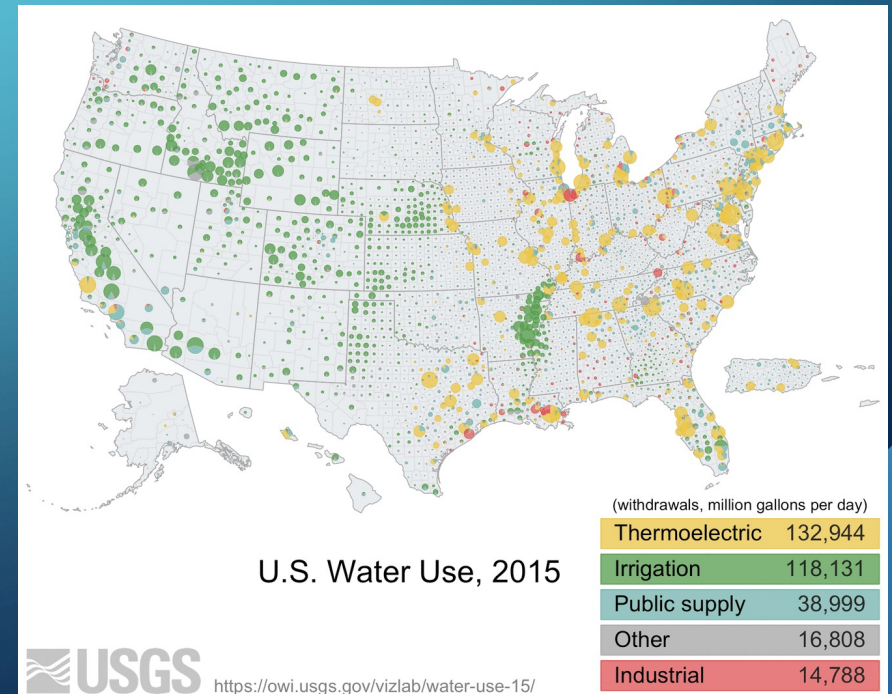 (withdrawals, million gallons per day)
Thermoelectric 132,944
Irrigation 118,131
U.S. Water Use, 2015
Public supply 38,999
Other 16,808
Industrial 14,788
USGS
https://owi.usgs.gov/vizlab/water-use-15/